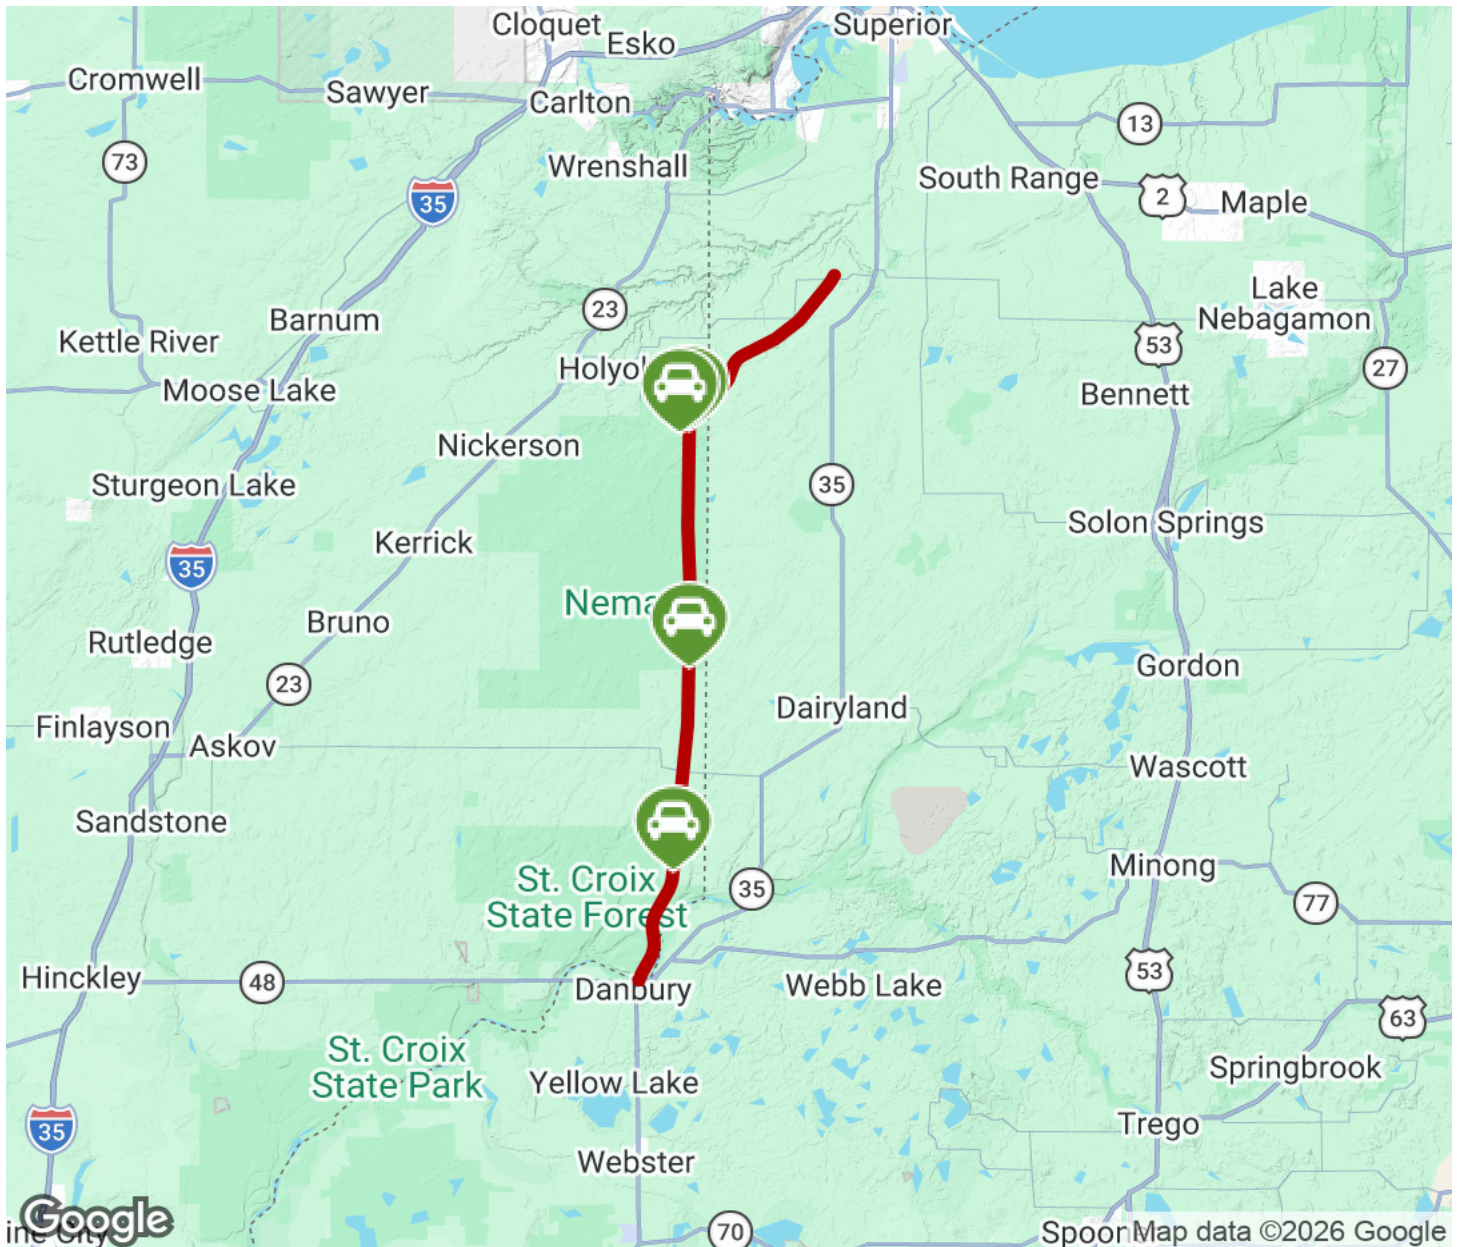 Cloquet
Superior
Esko
Cromwell
Sawyer
Carlton
13
73
Wrenshall
South Range
35
2
Maple
Lake
Nebagamon
23
Barnum
Kettle River
53
Holyo
27
Moose Lake
Bennett
Nickerson
Sturgeon Lake
35
Solon Springs
Kerrick
35
Nema
Bruno
Rutledge
Gordon
23
Dairyland
Finlayson
Askov
Wascott
Sandstone
Minong
St. Croix
State Forest
35
77
Hinckley
48
Danbury
Webb Lake
53
63
St. Croix
State Park
Springbrook
Yellow Lake
35
Trego
Webster
Google
ine City
70
Spoon
Map data ©2026 Google